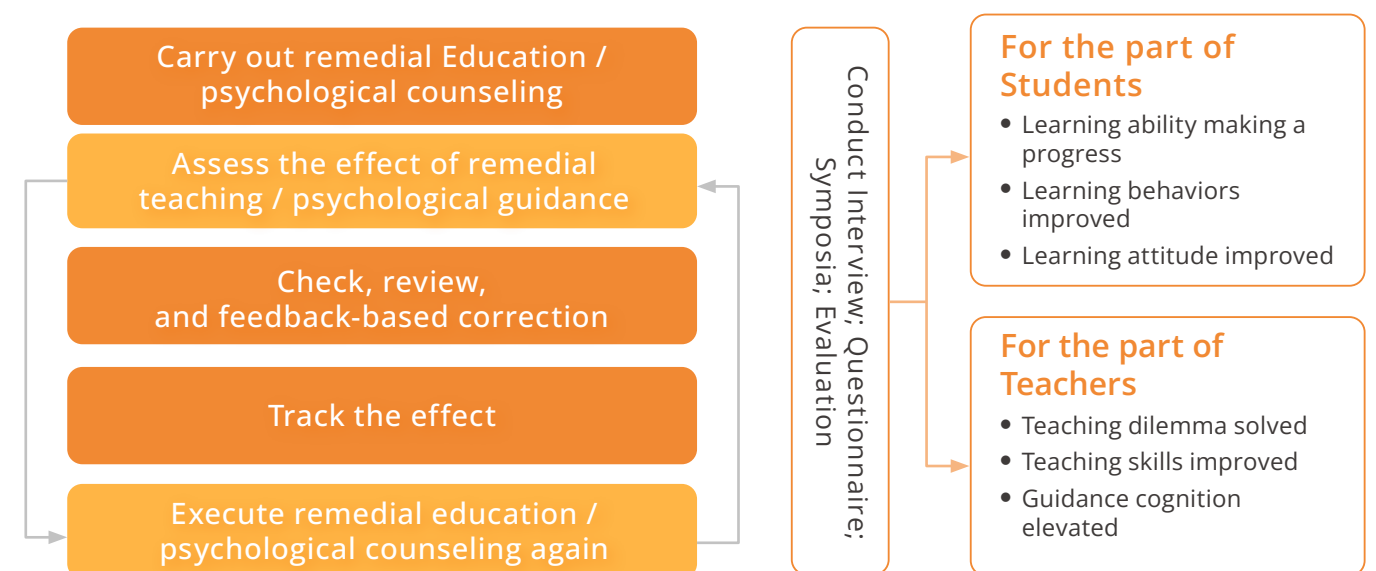 Carry out remedial Education /
psychological counseling
Assess the effect of remedial
teaching / psychological guidance
Check, review,
and feedback-based correction
Track the effect
Execute remedial education /
psychological counseling again
Conduct Interview; Questionnaire;
Symposia; Evaluation
For the part of
Students
• Learning ability making a
progress
• Learning behaviors
improved
• Learning attitude improved
For the part of
Teachers
• Teaching dilemma solved
• Teaching skills improved
• Guidance cognition
elevated